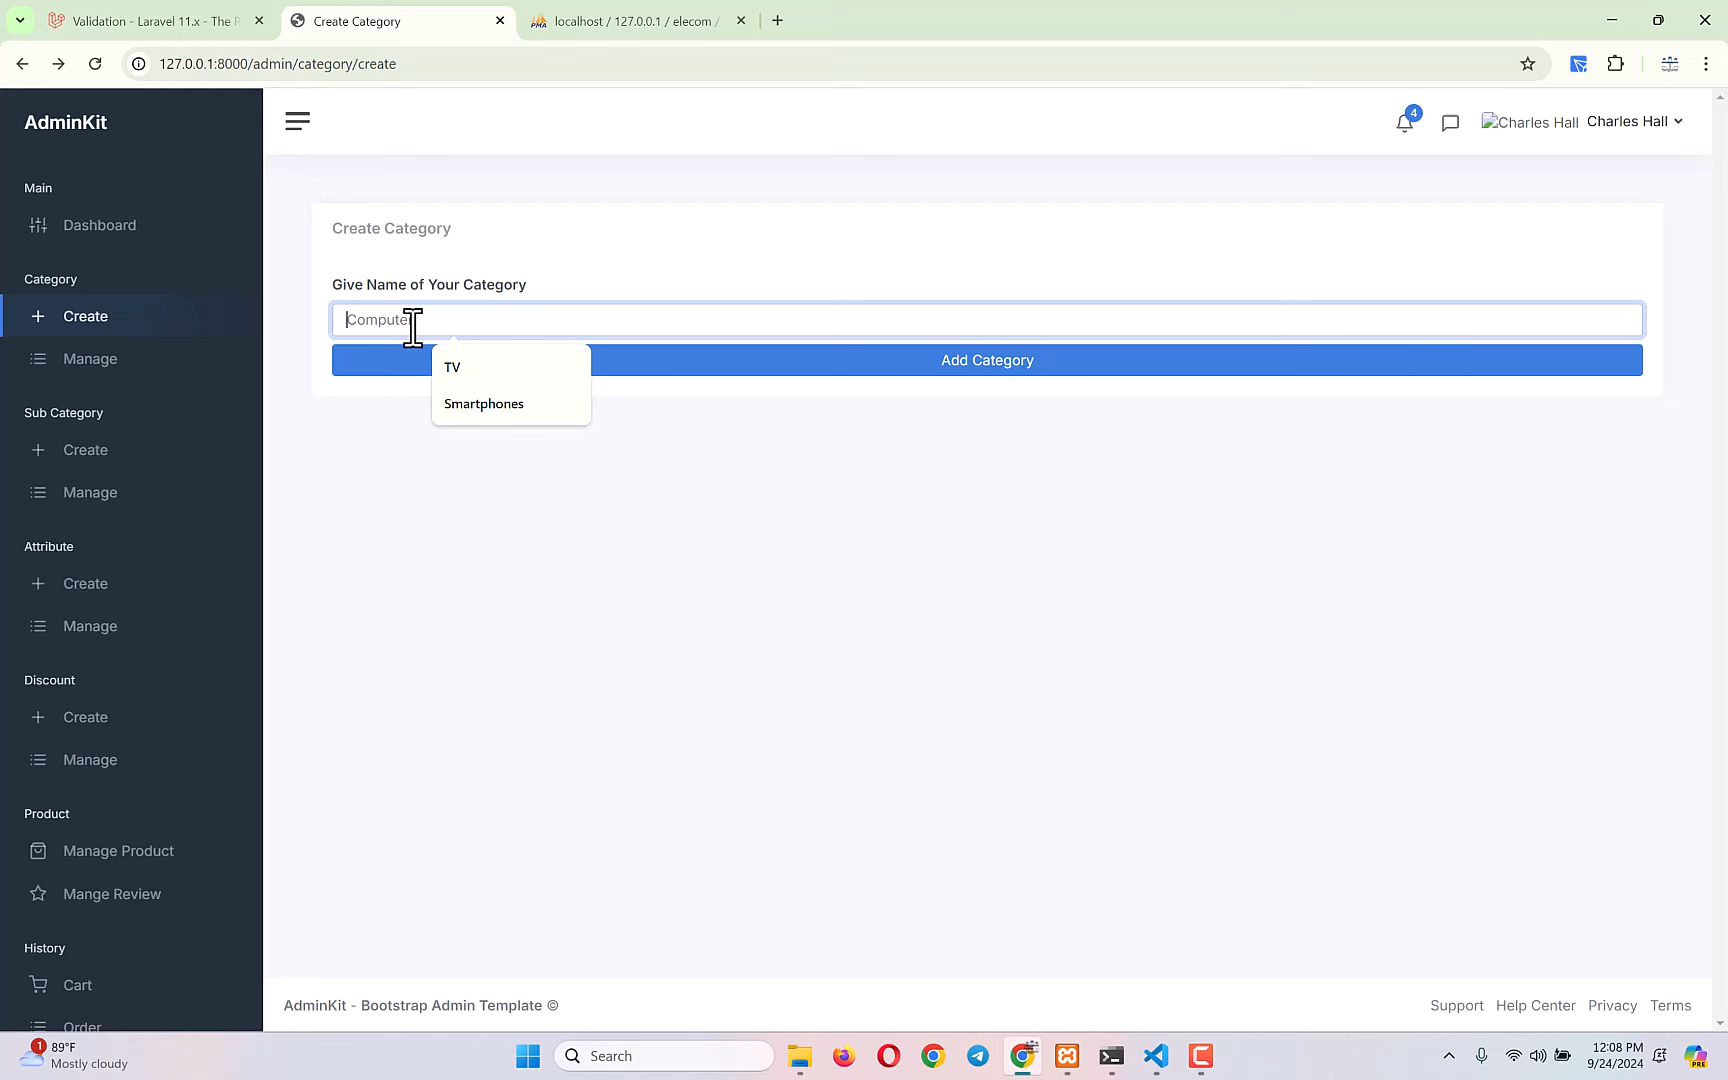 Validation - Laravel 11.x - The P
Create Category
localhost / 127.0.0.1 / elecom /
127.0.0.1:8000/admin/category/create
AdminKit
4
Charles Hall
Charles Hall
Main
Dashboard
Category
Create
Manage
Sub Category
Create
Manage
Attribute
Create
Manage
Discount
Create
Manage
Product
Manage Product
Mange Review
History
Cart
Order
Create Category
Give Name of Your Category
Computer
Add Category
TV
Smartphones
AdminKit - Bootstrap Admin Template ©
Support
Help Center
Privacy
Terms
1
89°F
Mostly cloudy
Search
12:08 PM
9/24/2024
PRE